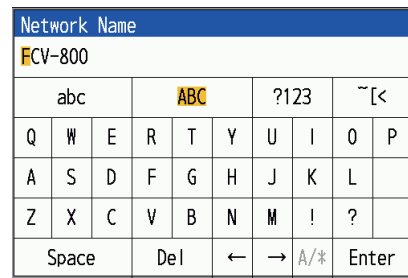 Network Name
FCV-800
abc ABC ?123 ~[<
Q W E R T Y U I O P
A S D F G H J K L
Z X C V B N M ! ?
Space Del ← → A/* Enter